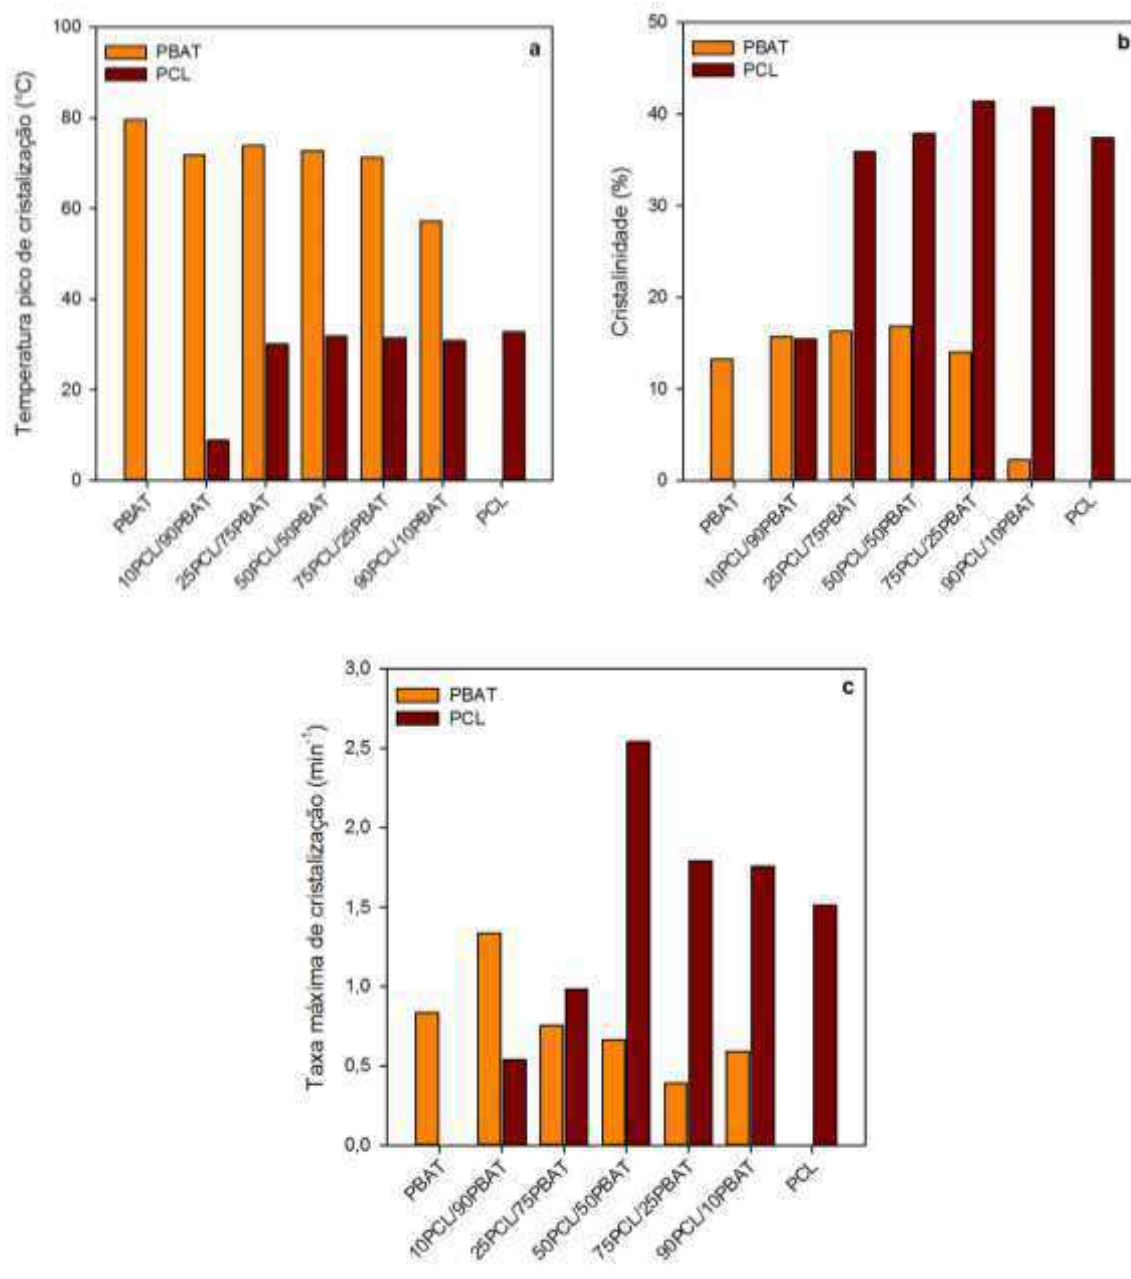 a
PBAT
PCL
Temperatura pico de cristalização (°C)
100
80
60
40
20
0
PBAT
10PCL/90PBAT
25PCL/75PBAT
50PCL/50PBAT
75PCL/25PBAT
90PCL/10PBAT
PCL
b
PBAT
PCL
Cristalinidade (%)
50
40
30
20
10
0
PBAT
10PCL/90PBAT
25PCL/75PBAT
50PCL/50PBAT
75PCL/25PBAT
90PCL/10PBAT
PCL
c
PBAT
PCL
Taxa máxima de cristalização (min⁻¹)
3,0
2,5
2,0
1,5
1,0
0,5
0,0
PBAT
10PCL/90PBAT
25PCL/75PBAT
50PCL/50PBAT
75PCL/25PBAT
90PCL/10PBAT
PCL